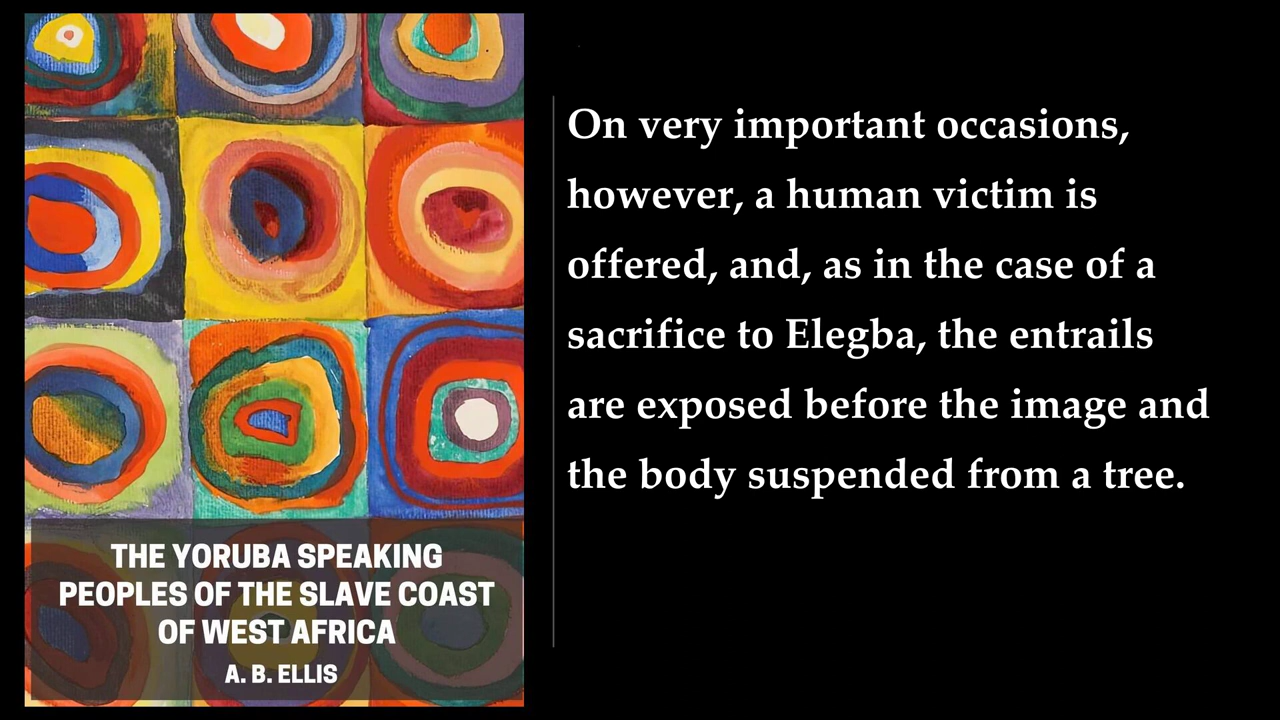 On very important occasions,
however, a human victim is
offered, and, as in the case of a
sacrifice to Elegba, the entrails
are exposed before the image and
the body suspended from a tree.
THE YORUBA SPEAKING
PEOPLES OF THE SLAVE COAST
OF WEST AFRICA
A. B. ELLIS